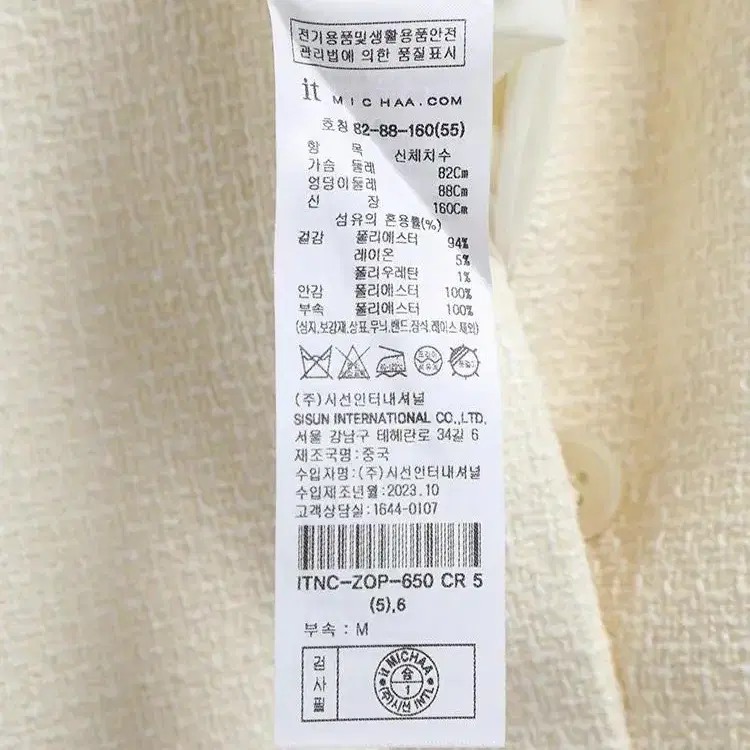 전기용품및생활용품안전
관리법에 의한 품질표시
it MICHAA.COM
호칭 82-88-160(55)
항 목 신체치수
가슴 둘레 82Cm
엉덩이둘레 88Cm
신 장 160Cm
섬유의 혼용률(%)
겉감 폴리에스터 94%
레이온 5%
폴리우레탄 1%
안감 폴리에스터 100%
부속 폴리에스터 100%
(심지,보강재,상표,무늬,밴드,장식,레이스 제외)
(주)시선인터내셔널
SISUN INTERNATIONAL CO.,LTD.
서울 강남구 테헤란로 34길 6
제조국명:중국
수입자명:(주)시선인터내셔널
수입제조년월:2023.10
고객상담실:1644-0107
ITNC-ZOP-650 CR 5
(5),6
부속 : M
검사필
it MICHAA
합
1
(주)시선 INT'L